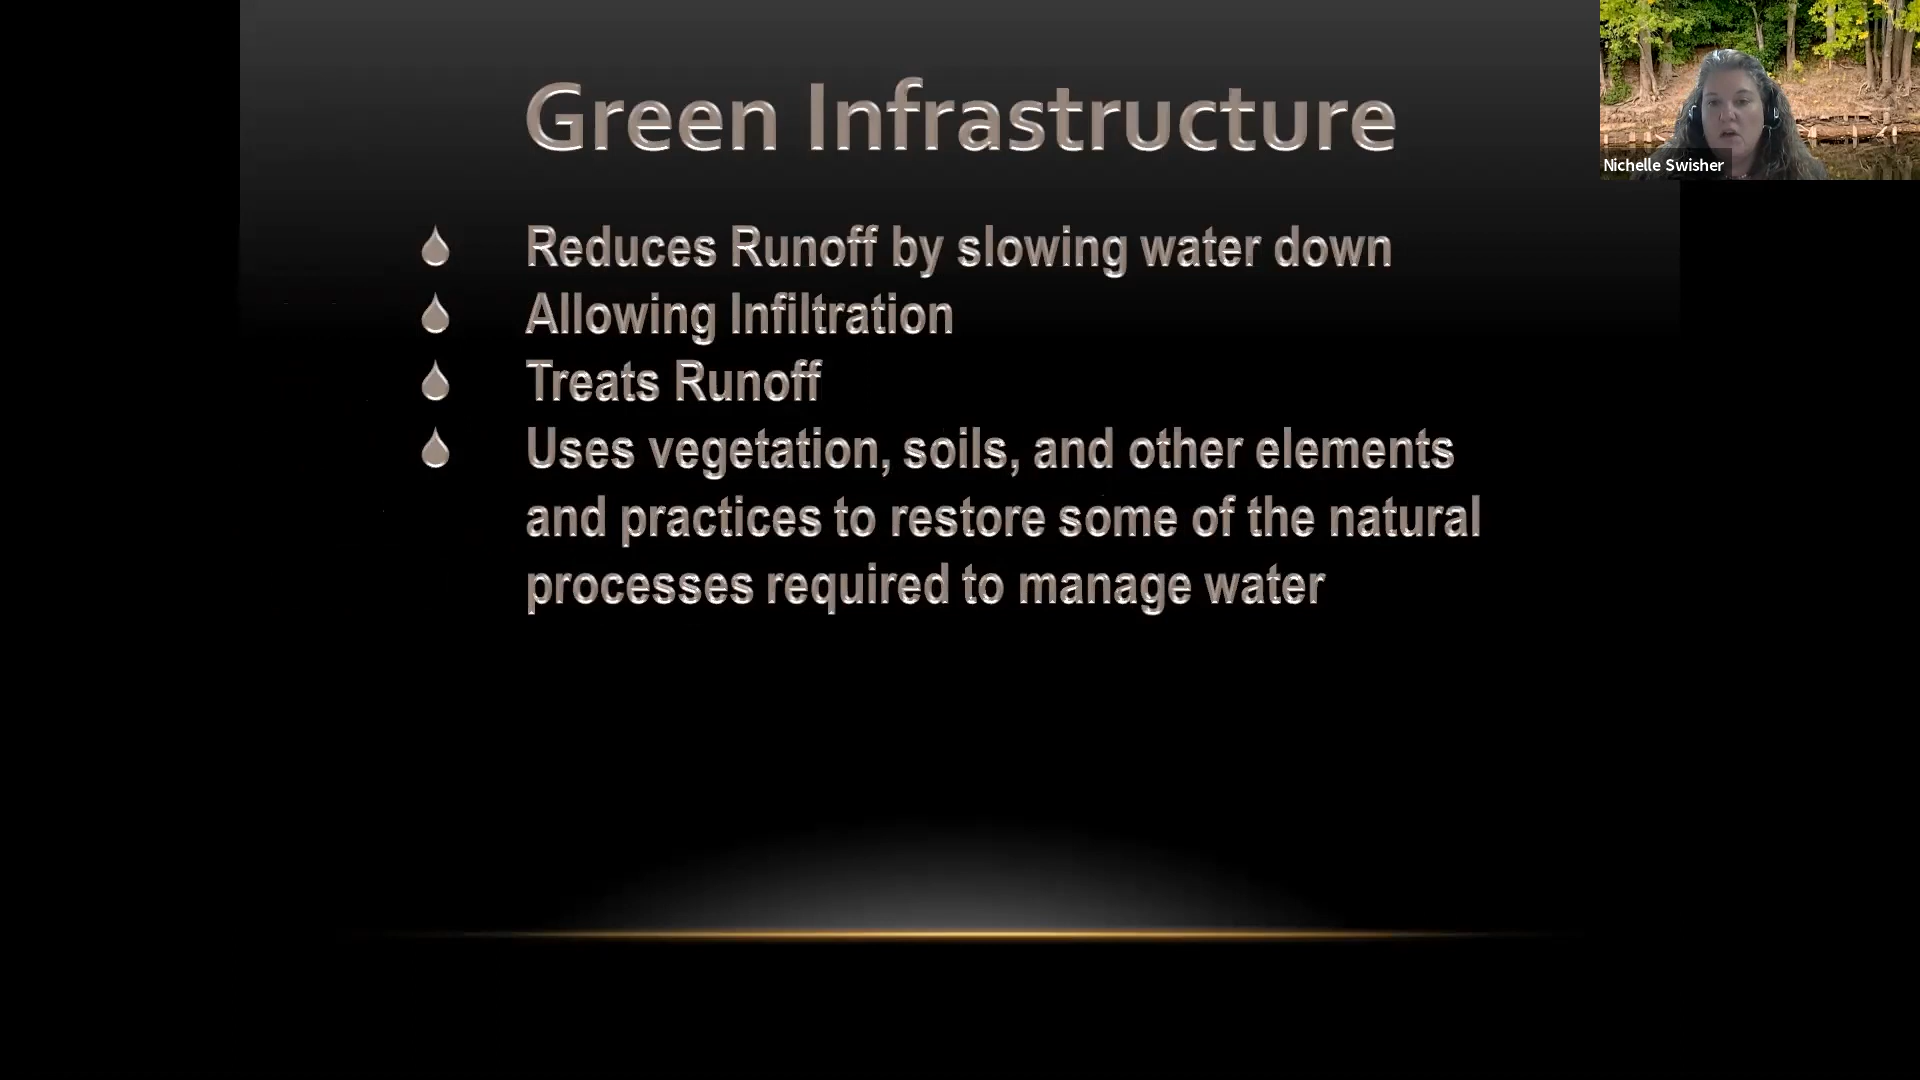 Green Infrastructure
Nichelle Swisher
Reduces Runoff by slowing water down
Allowing Infiltration
Treats Runoff
Uses vegetation, soils, and other elements
and practices to restore some of the natural
processes required to manage water